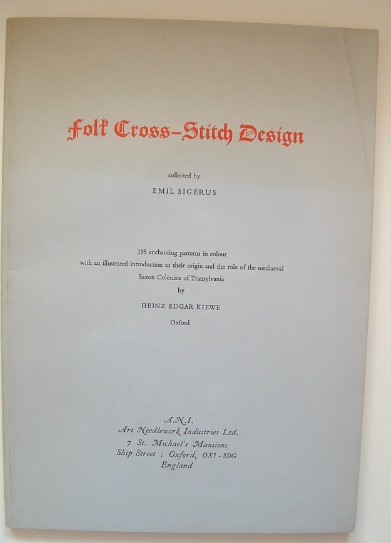 Folk Cross-Stitch Design
collected by
EMIL SIGERUS
195 enchanting patterns in colour
with an illustrated introduction to their origin and the role of the mediaeval
Saxon Colonists of Transylvania
by
HEINZ EDGAR KIEWE
Oxford
A.N.I.
Art Needlework Industries Ltd.
7 St. Michael's Mansions
Ship Street : Oxford, OX1-3DG
England